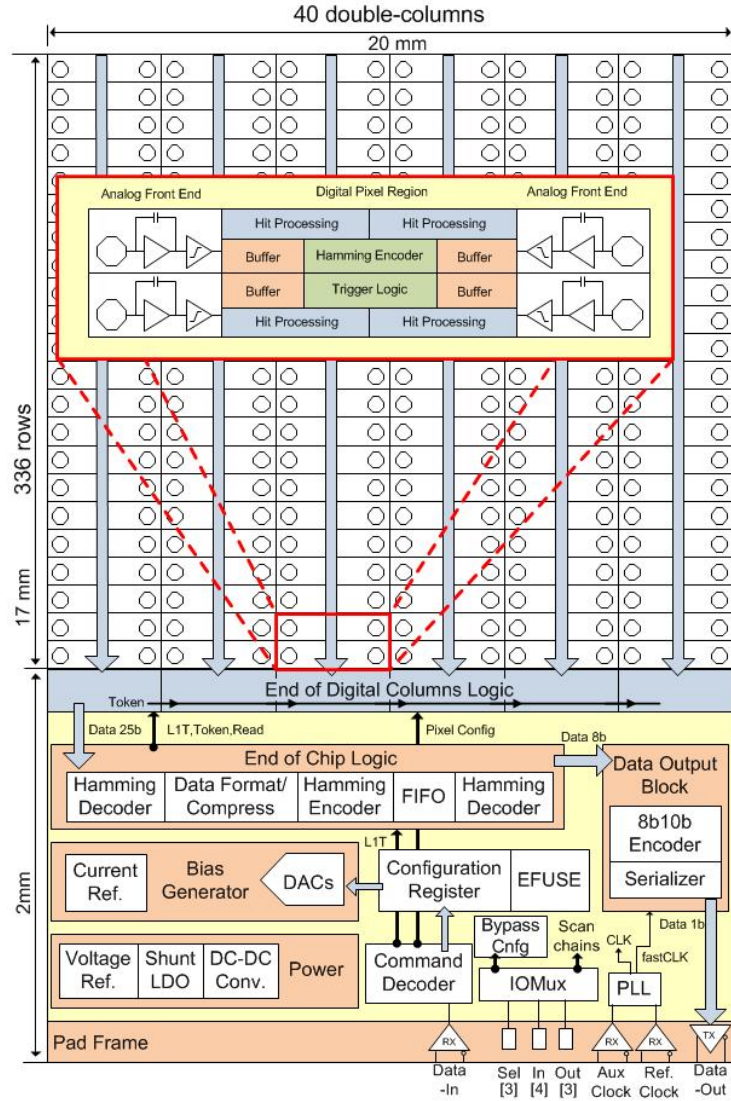 40 double-columns
20 mm
336 rows
17 mm
Analog Front End
Digital Pixel Region
Analog Front End
Hit Processing
Hit Processing
Buffer
Hamming Encoder
Buffer
Buffer
Trigger Logic
Buffer
Hit Processing
Hit Processing
2mm
End of Digital Columns Logic
Token
Data 25b
L1T,Token,Read
Pixel Config
Data 8b
End of Chip Logic
Hamming
Decoder
Data Format/
Compress
Hamming
Encoder
FIFO
Hamming
Decoder
Data Output
Block
8b10b
Encoder
Serializer
L1T
Current
Ref.
Bias
Generator
DACs
Configuration
Register
EFUSE
Data 1b
Voltage
Ref.
Shunt
LDO
DC-DC
Conv.
Power
Command
Decoder
Bypass
Cnfg
Scan
chains
IOMux
CLK
fastCLK
PLL
Pad Frame
RX
RX
RX
TX
Data
-In
Sel
[3]
In
[4]
Out
[3]
Aux
Clock
Ref.
Clock
Data
-Out